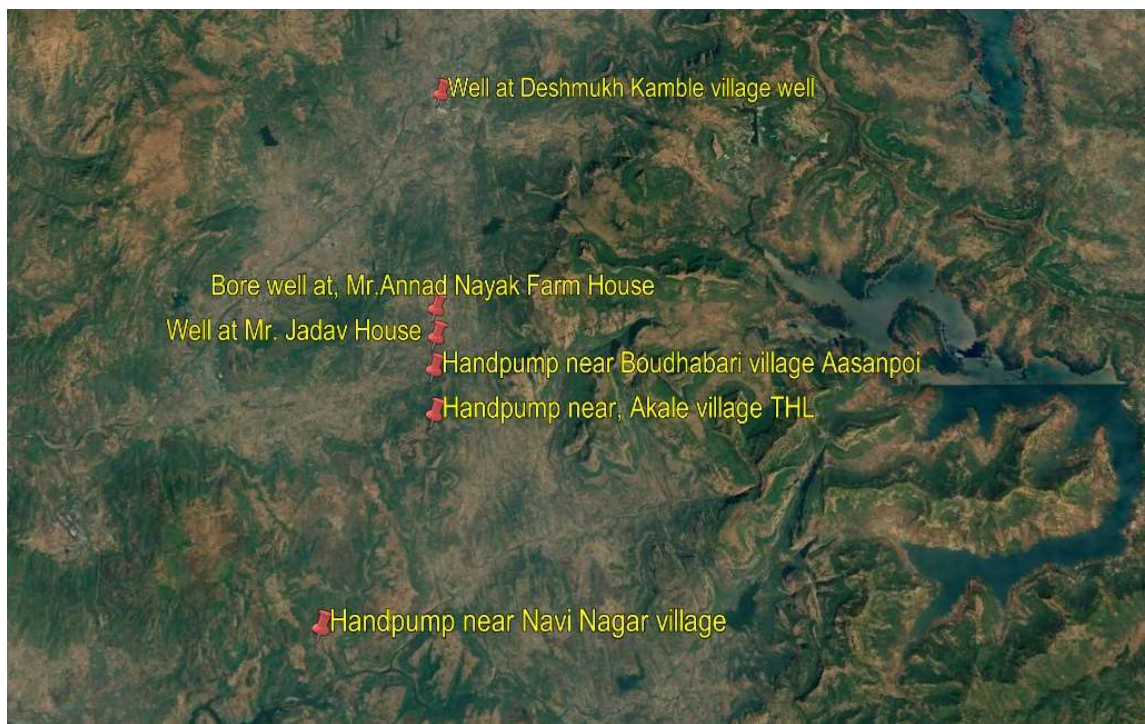 Well at Deshmukh Kamble village well
Bore well at, Mr.Annad Nayak Farm House
Well at Mr. Jadav House
Handpump near Boudhabari village Aasanpoi
Handpump near, Akale village THL
Handpump near Navi Nagar village